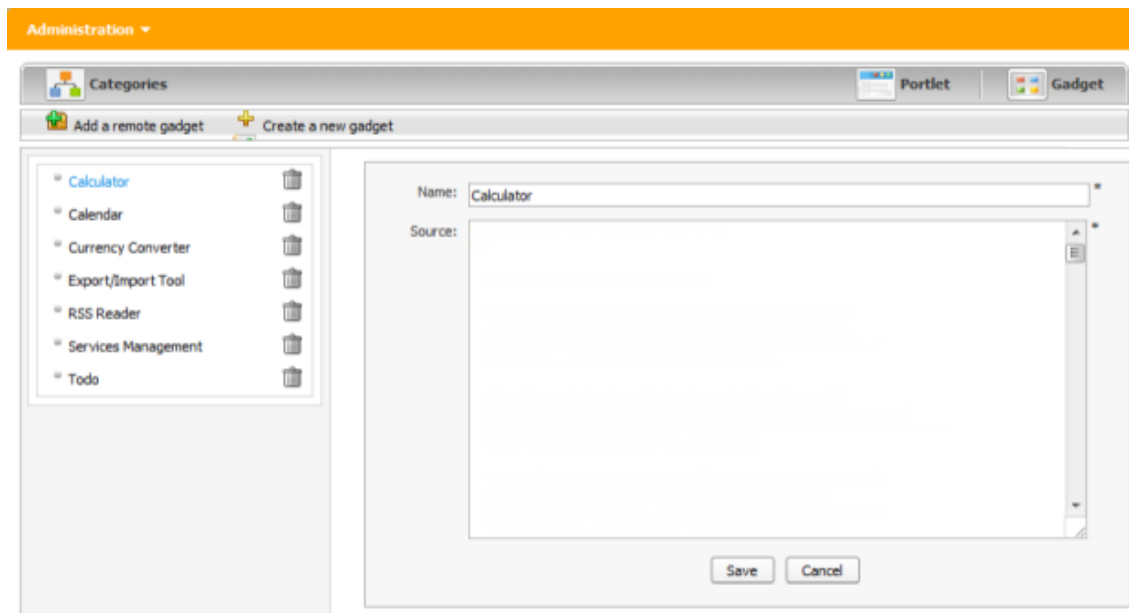 Administration
Categories Portlet Gadget
Add a remote gadget Create a new gadget
Calculator
Calendar
Currency Converter
Export/Import Tool
RSS Reader
Services Management
Todo
Name: Calculator *
Source: *
Save Cancel